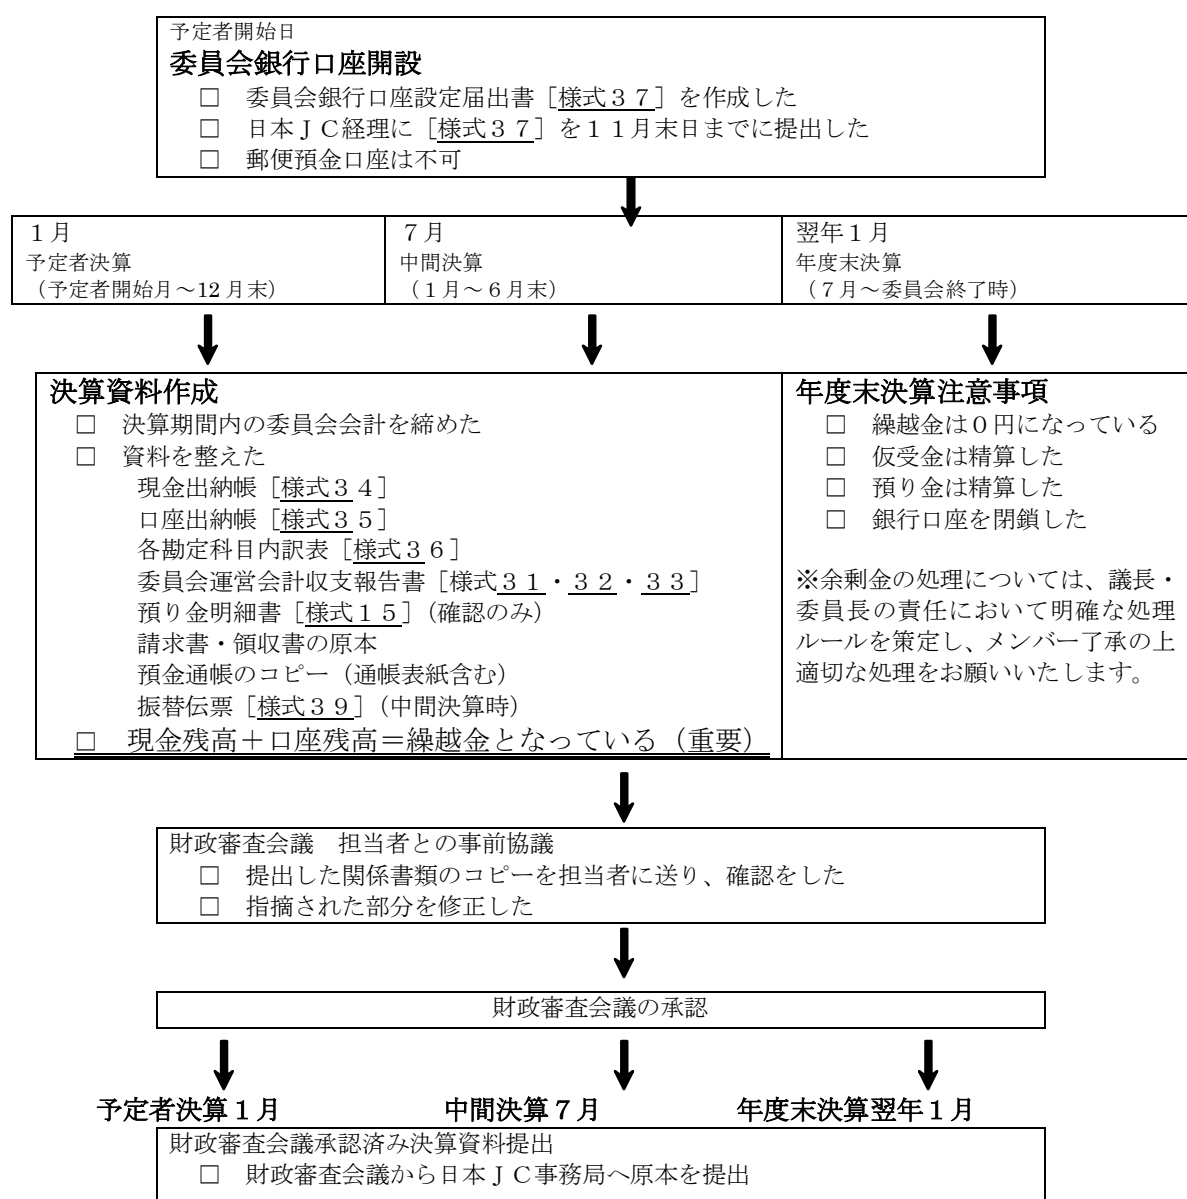 予定者開始日
委員会銀行口座開設
□ 委員会銀行口座設定届出書［様式３７］を作成した
□ 日本ＪＣ経理に［様式３７］を１１月末日までに提出した
□ 郵便預金口座は不可
１月
予定者決算
（予定者開始月～12月末）
７月
中間決算
（１月～６月末）
翌年１月
年度末決算
（７月～委員会終了時）
決算資料作成
□ 決算期間内の委員会会計を締めた
□ 資料を整えた
現金出納帳［様式３４］
口座出納帳［様式３５］
各勘定科目内訳表［様式３６］
委員会運営会計収支報告書［様式３１・３２・３３］
預り金明細書［様式１５］（確認のみ）
請求書・領収書の原本
預金通帳のコピー（通帳表紙含む）
振替伝票［様式３９］（中間決算時）
□ 現金残高＋口座残高＝繰越金となっている（重要）
年度末決算注意事項
□ 繰越金は０円になっている
□ 仮受金は精算した
□ 預り金は精算した
□ 銀行口座を閉鎖した
※余剰金の処理については、議長・
委員長の責任において明確な処理
ルールを策定し、メンバー了承の上
適切な処理をお願いいたします。
財政審査会議　担当者との事前協議
□ 提出した関係書類のコピーを担当者に送り、確認をした
□ 指摘された部分を修正した
財政審査会議の承認
予定者決算１月
中間決算７月
年度末決算翌年１月
財政審査会議承認済み決算資料提出
□ 財政審査会議から日本ＪＣ事務局へ原本を提出